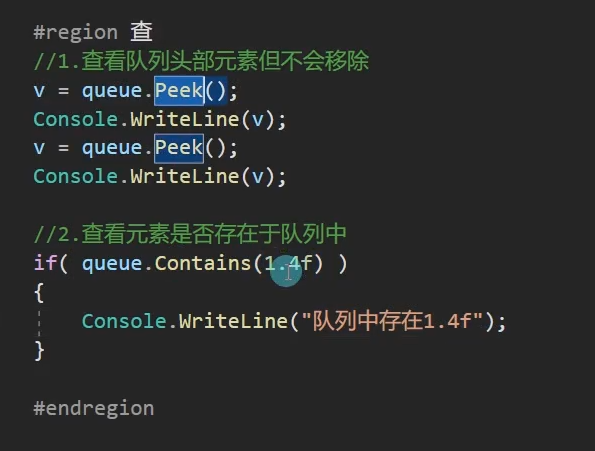 #region 查
//1.查看队列头部元素但不会移除
v = queue.Peek();
Console.WriteLine(v);
v = queue.Peek();
Console.WriteLine(v);
//2.查看元素是否存在于队列中
if( queue.Contains(1.4f) )
{
Console.WriteLine("队列中存在1.4f");
}
#endregion